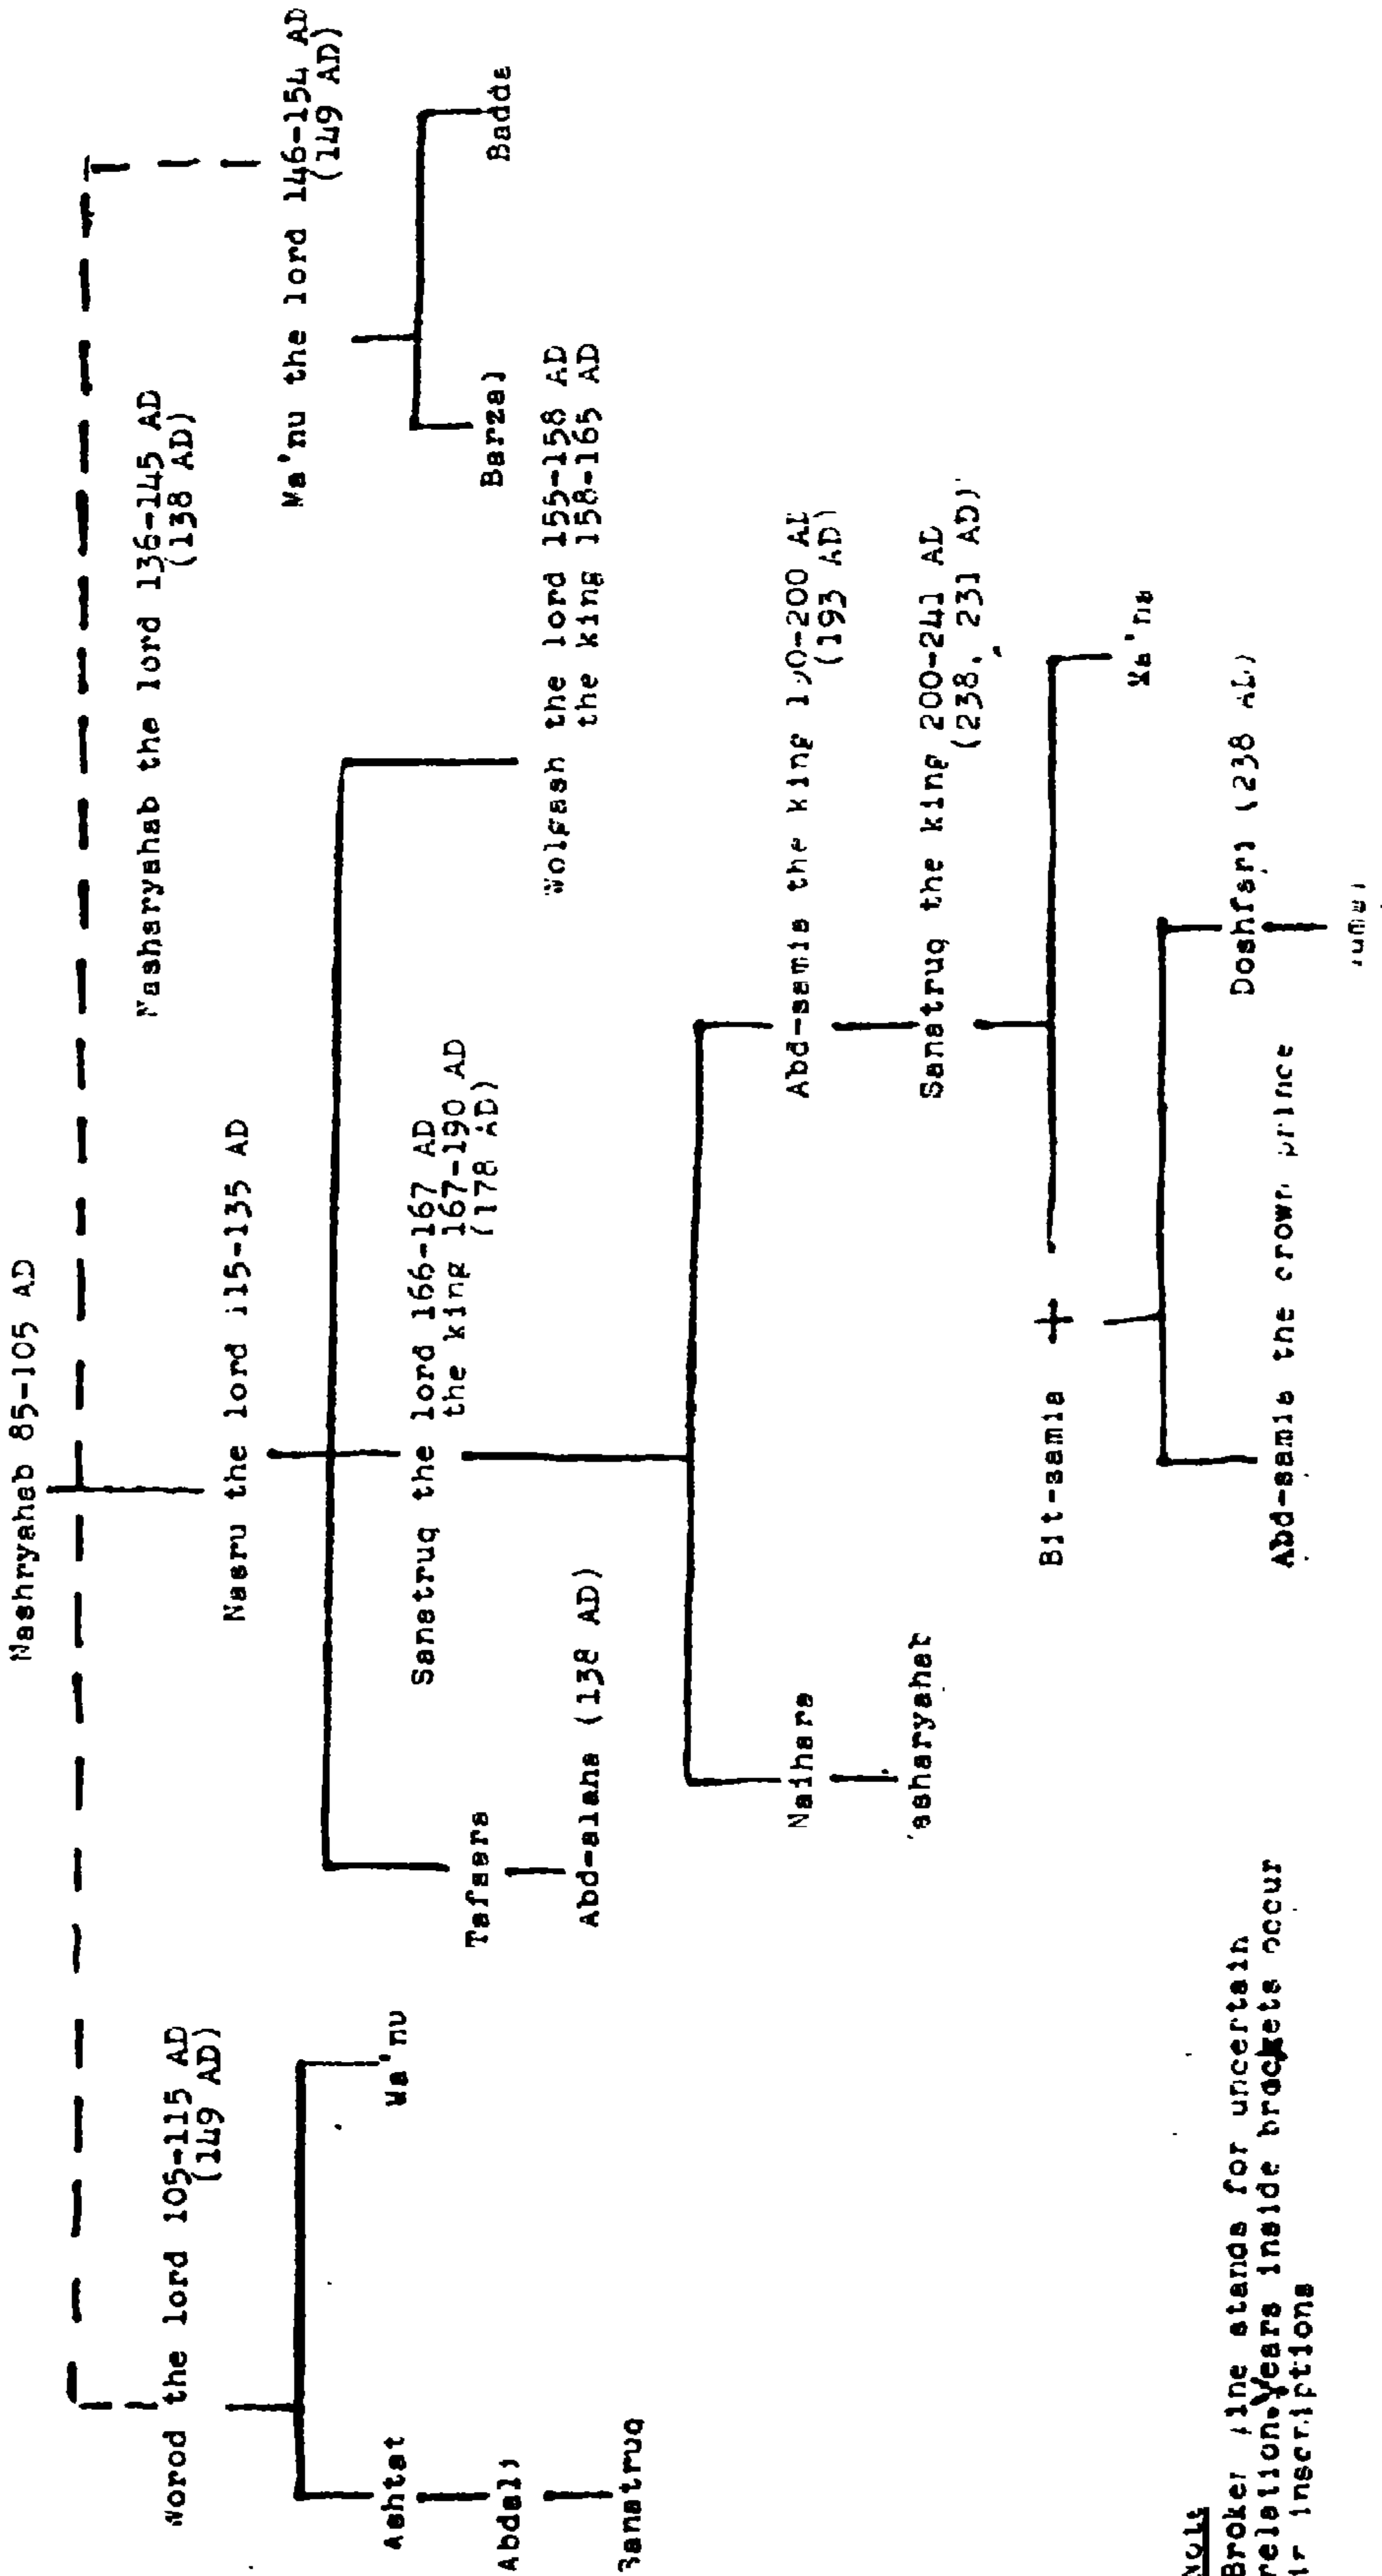 Nashryahab 85-105 AD
Worod the lord 105-115 AD
(149 AD)
Nasru the lord 115-135 AD
Nasharyahab the lord 136-145 AD
(138 AD)
Ma'nu the lord 146-154 AD
(149 AD)
Ashtat
Ma'nu
Abdali
Sanatruq
Tafsera
Abd-alaha (138 AD)
Sanatruq the lord 166-167 AD
the king 167-190 AD
(178 AD)
Wolgash the lord 155-158 AD
the king 158-165 AD
Barzal
Badda
Naihara
asharyahab
Abd-samia the king 190-200 AD
(193 AD)
Sanatruq the king 200-241 AD
(238, 231 AD)
Bit-samia +
Ma'na
Abd-samia the crown prince
Doshfari (238 AD)
Note
Broken line stands for uncertain
relation. Years inside brackets occur
in inscriptions